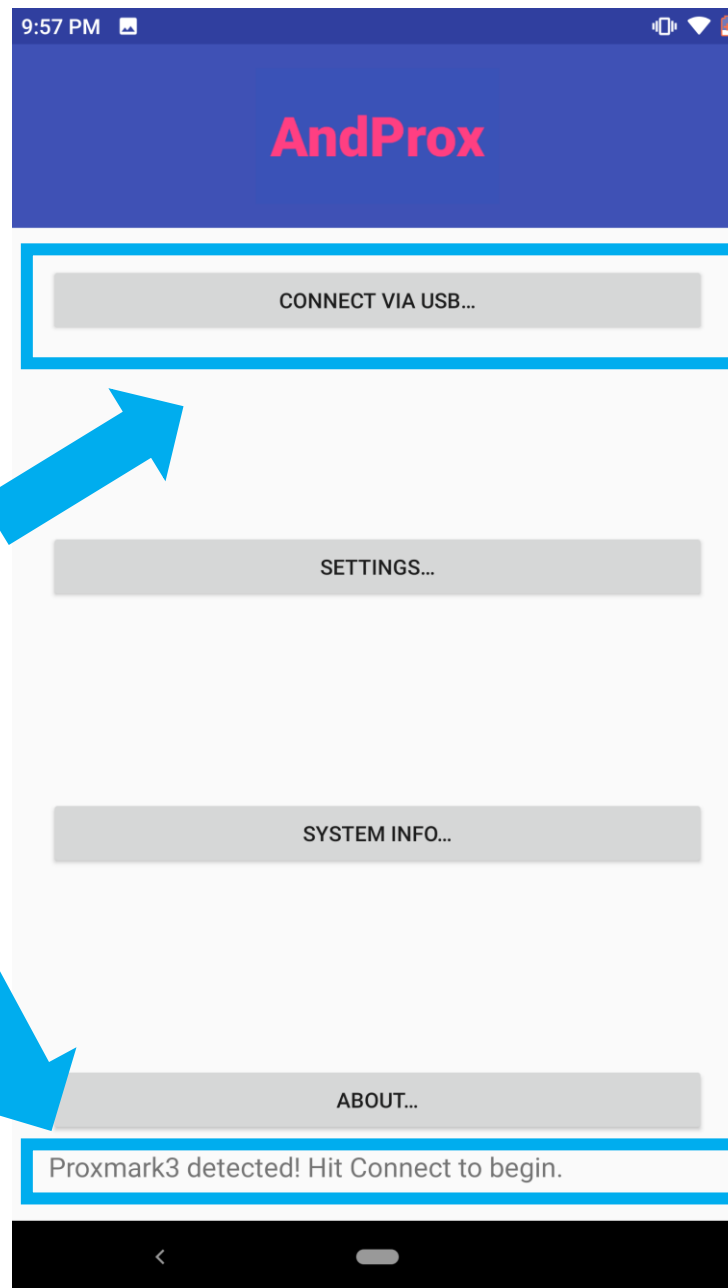 9:57 PM
AndProx
CONNECT VIA USB...
SETTINGS...
SYSTEM INFO...
ABOUT...
Proxmark3 detected! Hit Connect to begin.